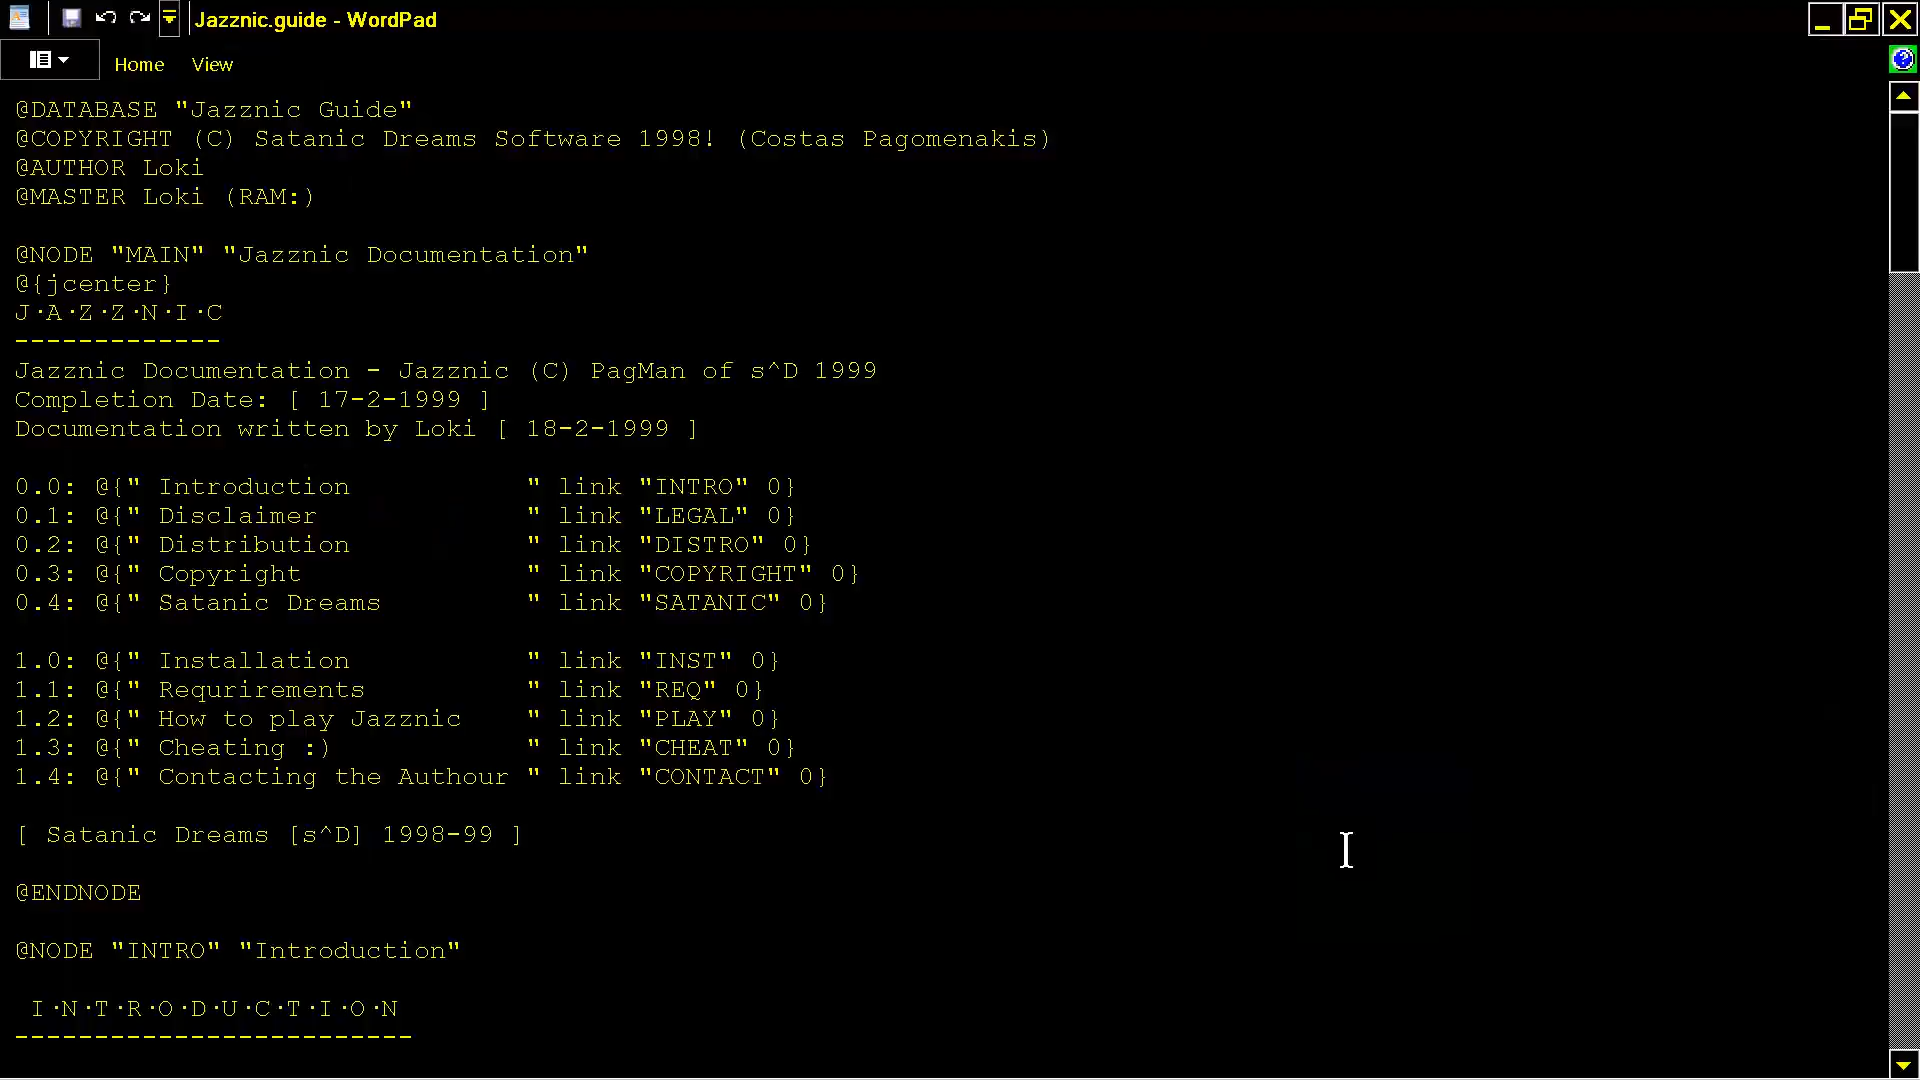 Jazznic.guide - WordPad
Home View
@DATABASE "Jazznic Guide"
@COPYRIGHT (C) Satanic Dreams Software 1998! (Costas Pagomenakis)
@AUTHOR Loki
@MASTER Loki (RAM:)
@NODE "MAIN" "Jazznic Documentation"
@{jcenter}
J·A·Z·Z·N·I·C
-------------
Jazznic Documentation - Jazznic (C) PagMan of s^D 1999
Completion Date: [ 17-2-1999 ]
Documentation written by Loki [ 18-2-1999 ]
0.0: @{" Introduction           " link "INTRO" 0}
0.1: @{" Disclaimer             " link "LEGAL" 0}
0.2: @{" Distribution           " link "DISTRO" 0}
0.3: @{" Copyright              " link "COPYRIGHT" 0}
0.4: @{" Satanic Dreams         " link "SATANIC" 0}
1.0: @{" Installation           " link "INST" 0}
1.1: @{" Requrirements          " link "REQ" 0}
1.2: @{" How to play Jazznic    " link "PLAY" 0}
1.3: @{" Cheating :)            " link "CHEAT" 0}
1.4: @{" Contacting the Authour " link "CONTACT" 0}
[ Satanic Dreams [s^D] 1998-99 ]
@ENDNODE
@NODE "INTRO" "Introduction"
I·N·T·R·O·D·U·C·T·I·O·N
-------------------------